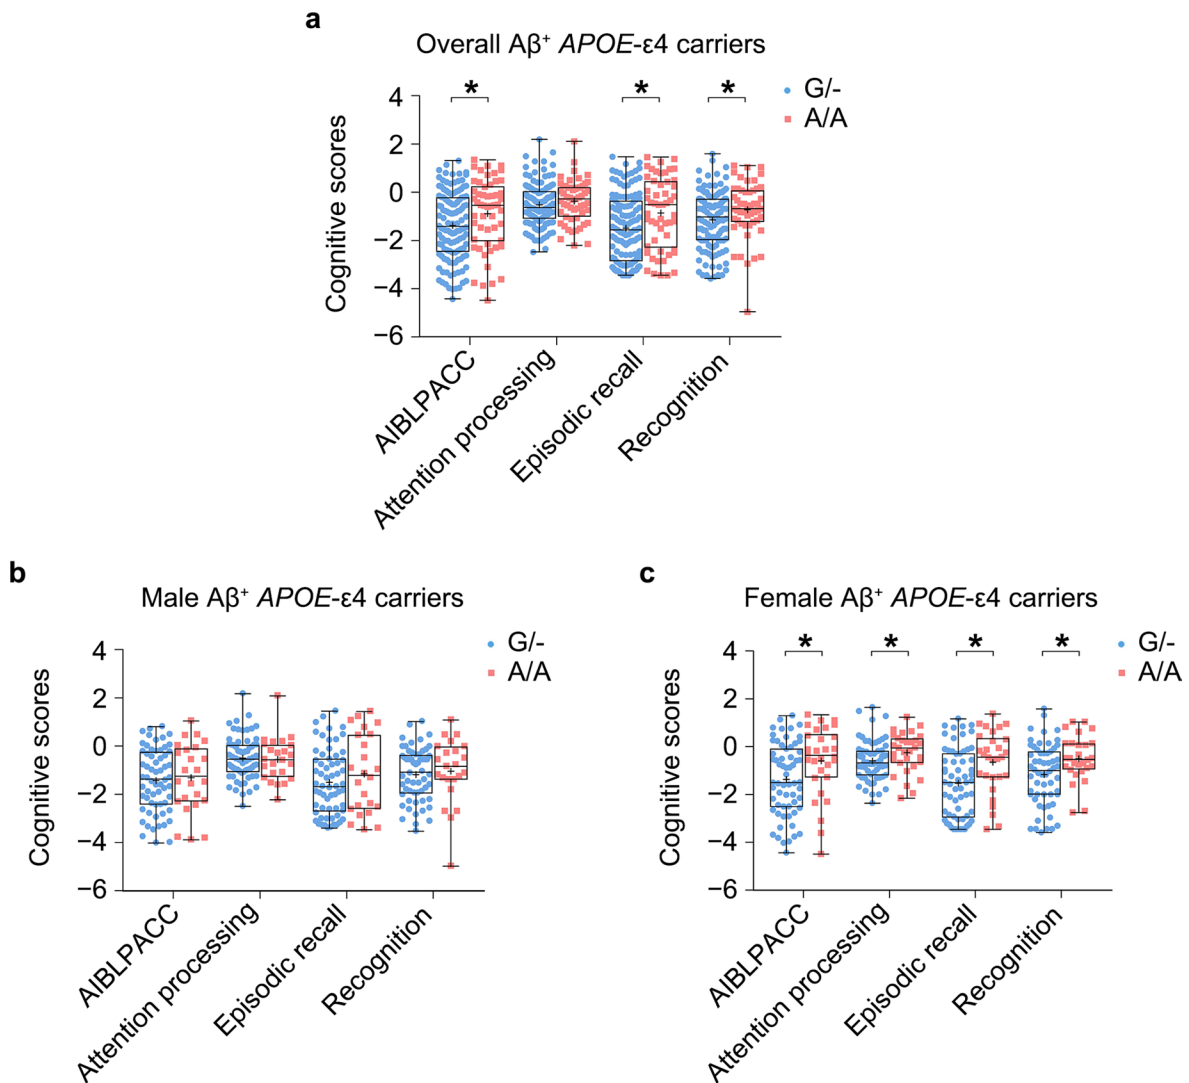 a
Overall Aβ⁺ APOE-ε4 carriers
G/-
A/A
* * *
Cognitive scores
4
2
0
−2
−4
−6
AIBLPACC
Attention processing
Episodic recall
Recognition
b
Male Aβ⁺ APOE-ε4 carriers
G/-
A/A
Cognitive scores
4
2
0
−2
−4
−6
AIBLPACC
Attention processing
Episodic recall
Recognition
c
Female Aβ⁺ APOE-ε4 carriers
G/-
A/A
* * * *
Cognitive scores
4
2
0
−2
−4
−6
AIBLPACC
Attention processing
Episodic recall
Recognition